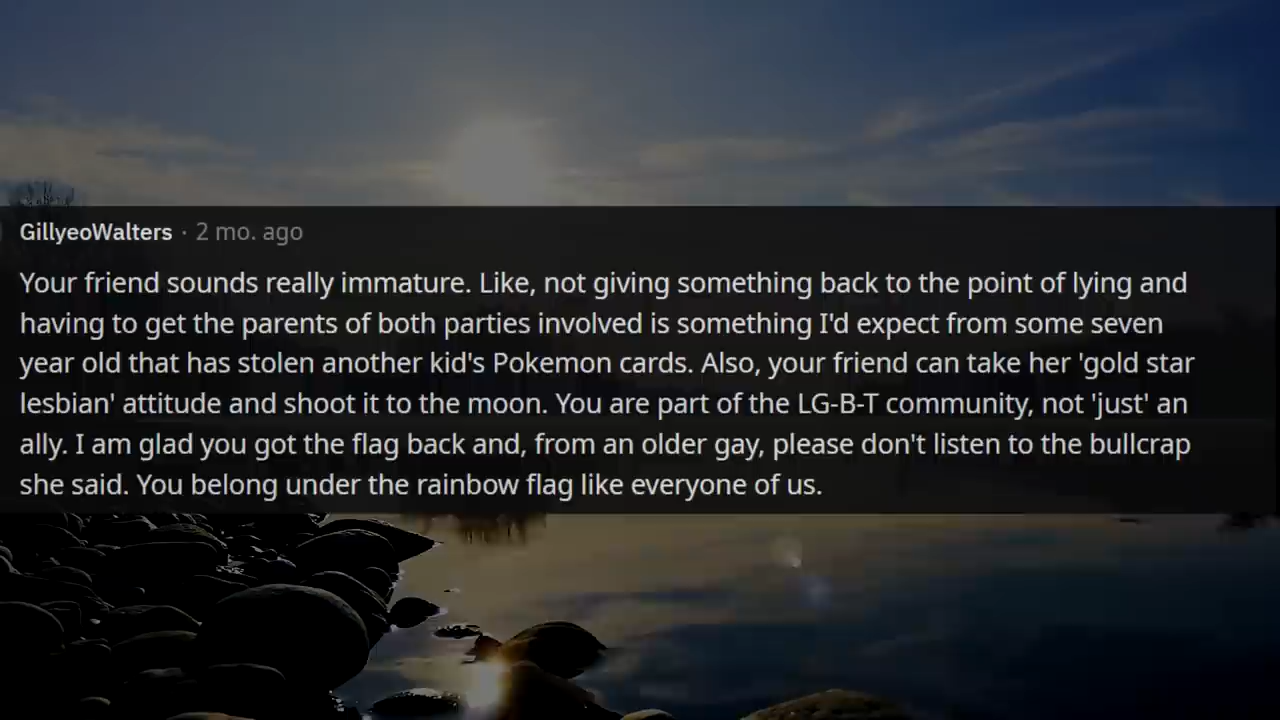 GillyeoWalters · 2 mo. ago
Your friend sounds really immature. Like, not giving something back to the point of lying and
having to get the parents of both parties involved is something I'd expect from some seven
year old that has stolen another kid's Pokemon cards. Also, your friend can take her 'gold star
lesbian' attitude and shoot it to the moon. You are part of the LG-B-T community, not 'just' an
ally. I am glad you got the flag back and, from an older gay, please don't listen to the bullcrap
she said. You belong under the rainbow flag like everyone of us.